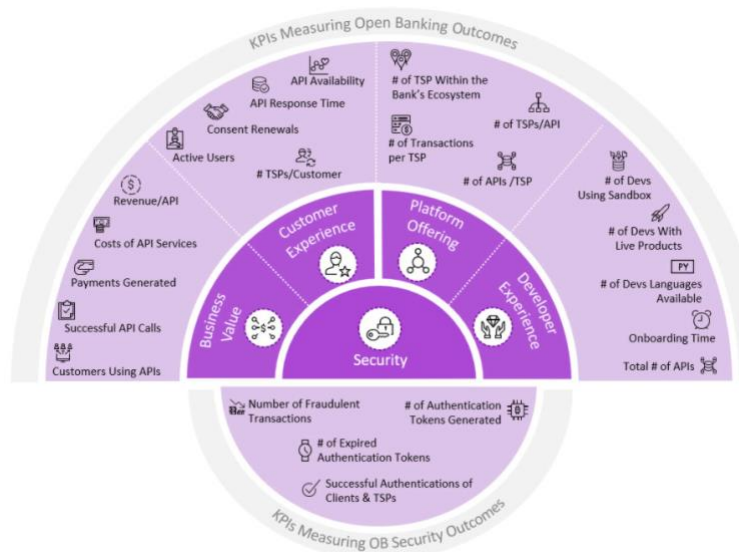 KPIs Measuring Open Banking Outcomes
API Availability
API Response Time
Consent Renewals
Active Users
# TSPs/Customer
# of TSP Within the
Bank's Ecosystem
# of TSPs/API
# of Transactions
per TSP
# of APIs /TSP
Revenue/API
Costs of API Services
Payments Generated
Successful API Calls
Customers Using APIs
# of Devs
Using Sandbox
# of Devs With
Live Products
PY
# of Devs Languages
Available
Onboarding Time
Total # of APIs
Business
Value
Customer
Experience
Platform
Offering
Developer
Experience
Security
Number of Fraudulent
Transactions
# of Authentication
Tokens Generated
# of Expired
Authentication Tokens
Successful Authentications of
Clients & TSPs
KPIs Measuring OB Security Outcomes